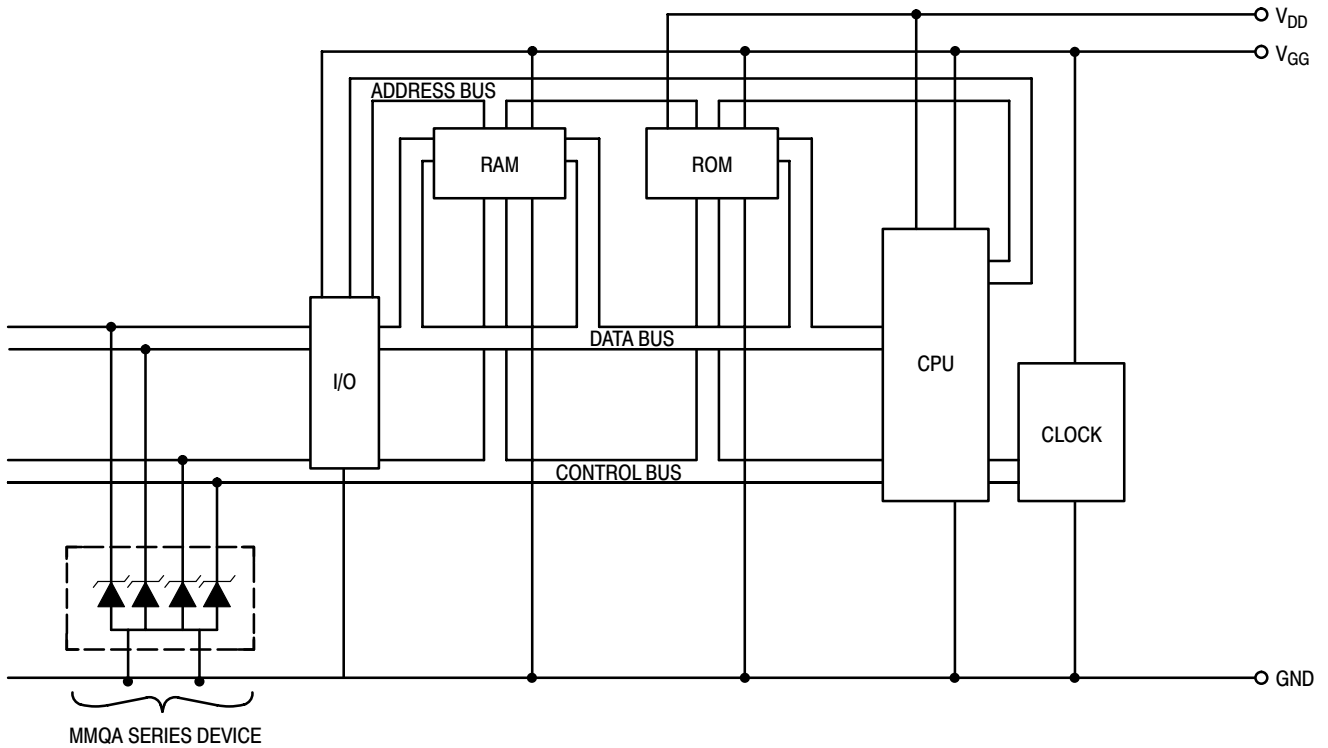 V_DD
V_GG
ADDRESS BUS
RAM
ROM
DATA BUS
I/O
CPU
CLOCK
CONTROL BUS
GND
MMQA SERIES DEVICE